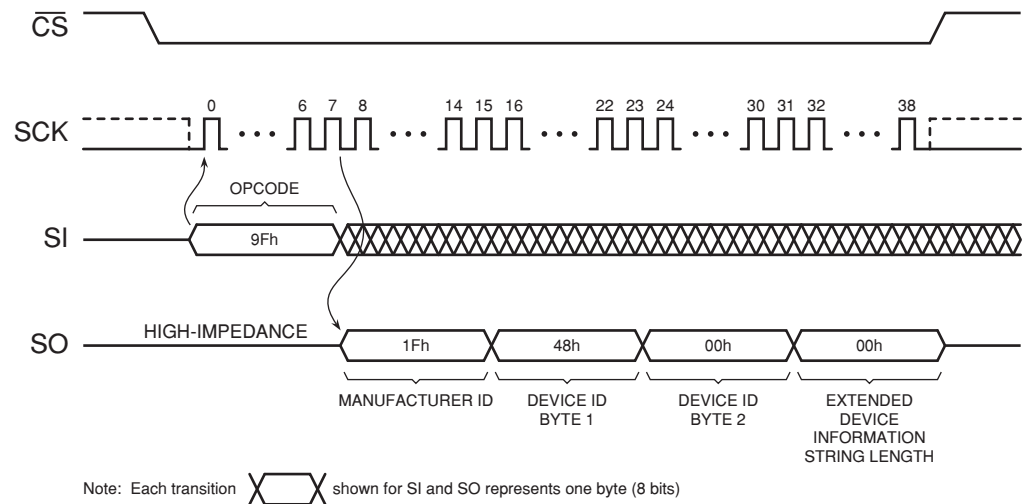 CS
0 6 7 8 14 15 16 22 23 24 30 31 32 38
SCK
OPCODE
SI
9Fh
HIGH-IMPEDANCE
SO
1Fh 48h 00h 00h
MANUFACTURER ID
DEVICE ID
BYTE 1
DEVICE ID
BYTE 2
EXTENDED
DEVICE
INFORMATION
STRING LENGTH
Note: Each transition shown for SI and SO represents one byte (8 bits)